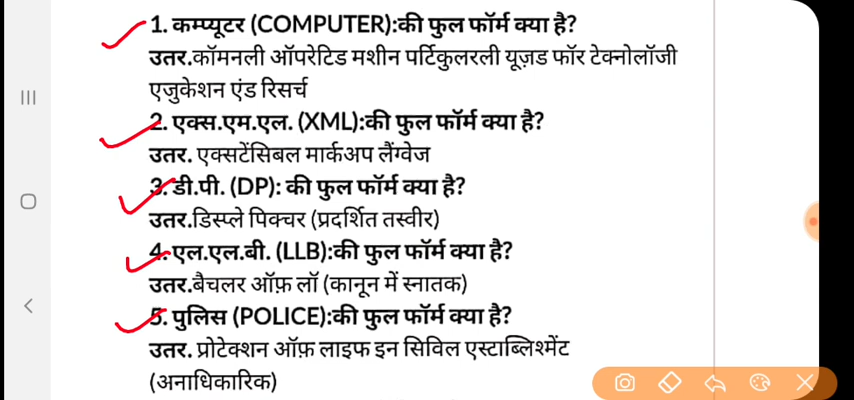 1. कम्प्यूटर (COMPUTER):की फुल फॉर्म क्या है?
उतर.कॉमनली ऑपरेटिड मशीन पर्टिकुलरली यूज़ड फॉर टेक्नोलॉजी
एजुकेशन एंड रिसर्च
2. एक्स.एम.एल. (XML):की फुल फॉर्म क्या है?
उतर. एक्सटेंसिबल मार्कअप लैंग्वेज
3. डी.पी. (DP): की फुल फॉर्म क्या है?
उतर.डिस्प्ले पिक्चर (प्रदर्शित तस्वीर)
4. एल.एल.बी. (LLB):की फुल फॉर्म क्या है?
उतर.बैचलर ऑफ़ लॉ (कानून में स्नातक)
5. पुलिस (POLICE):की फुल फॉर्म क्या है?
उतर. प्रोटेक्शन ऑफ़ लाइफ इन सिविल एस्टाब्लिश्मेंट
(अनाधिकारिक)